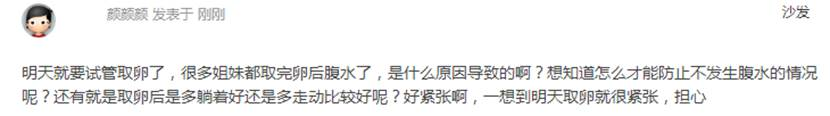 颜颜颜 发表于 刚刚 沙发
明天就要试管取卵了，很多姐妹都取完卵后腹水了，是什么原因导致的啊？想知道怎么才能防止不发生腹水的情况
呢？还有就是取卵后是多躺着好还是多走动比较好呢？好紧张啊，一想到明天取卵就很紧张，担心